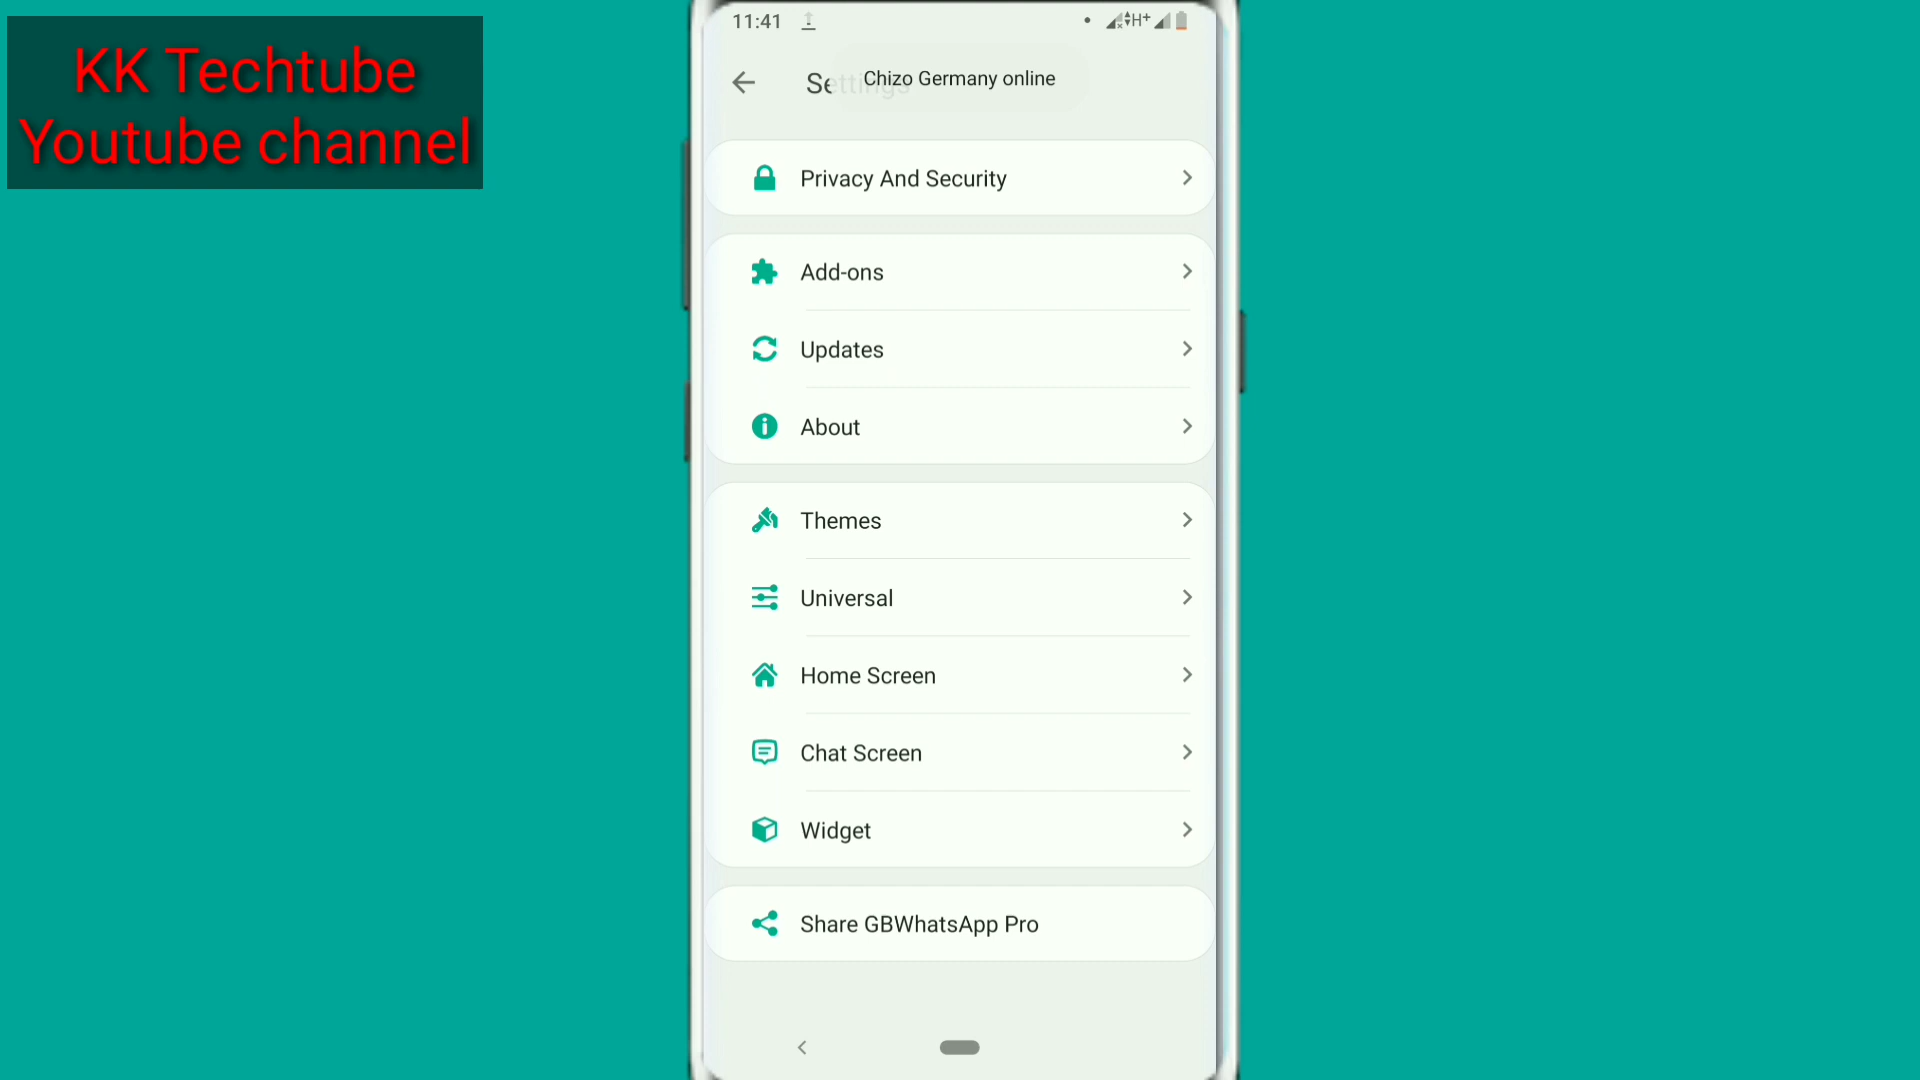 KK Techtube
Youtube channel
11:41
H+
Settings
Chizo Germany online
Privacy And Security
Add-ons
Updates
About
Themes
Universal
Home Screen
Chat Screen
Widget
Share GBWhatsApp Pro